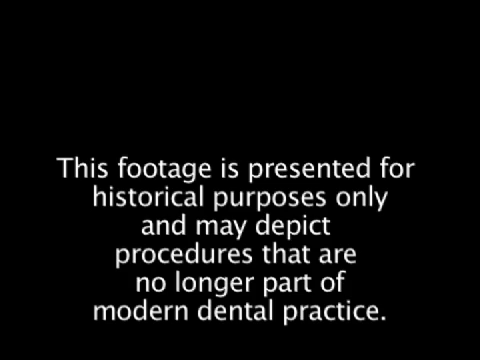 This footage is presented for
historical purposes only
and may depict
procedures that are
no longer part of
modern dental practice.